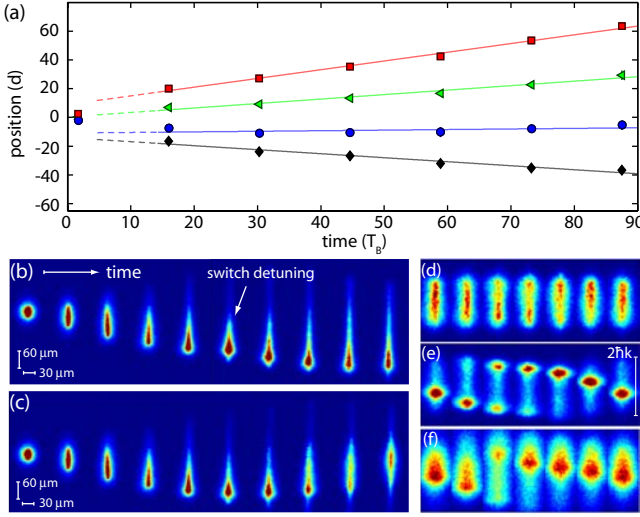 (a)
position (d)
60
40
20
0
-20
-40
-60
0 10 20 30 40 50 60 70 80 90
time (T_B)
(b) time
switch detuning
60 μm
30 μm
(c)
60 μm
30 μm
(d)
(e) 2ħk
(f)